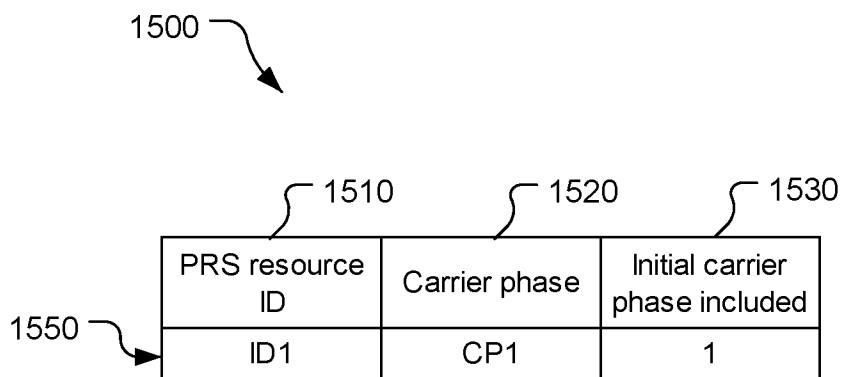 1500
1510 1520 1530
PRS resource ID Carrier phase Initial carrier phase included
1550
ID1 CP1 1